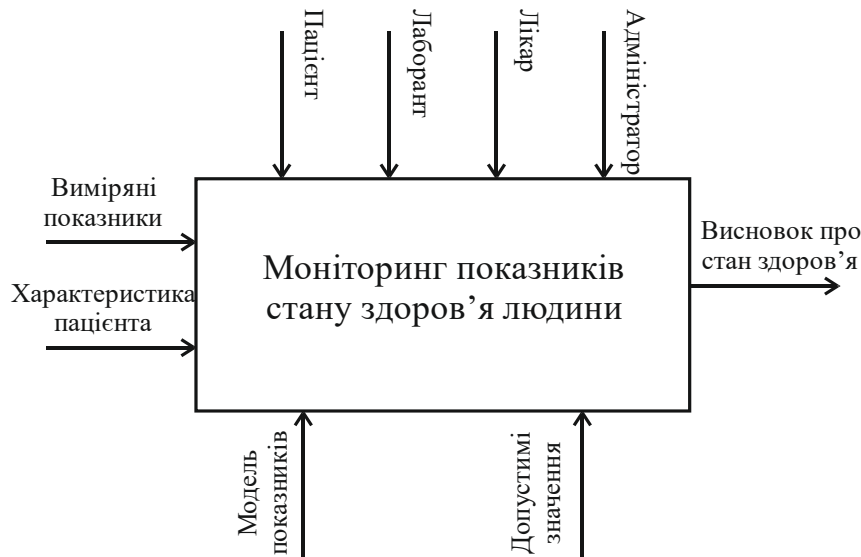 Пацієнт
Лаборант
Лікар
Адміністратор
Виміряні
показники
Характеристика
пацієнта
Моніторинг показників
стану здоров’я людини
Висновок про
стан здоров’я
Модель
показників
Допустимі
значення